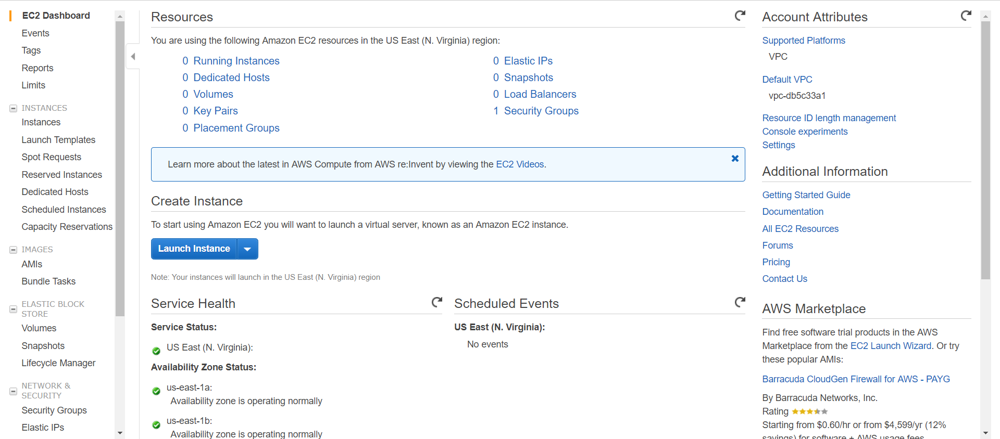 EC2 Dashboard
Events
Tags
Reports
Limits
INSTANCES
Instances
Launch Templates
Spot Requests
Reserved Instances
Dedicated Hosts
Scheduled Instances
Capacity Reservations
IMAGES
AMIs
Bundle Tasks
ELASTIC BLOCK
STORE
Volumes
Snapshots
Lifecycle Manager
NETWORK &
SECURITY
Security Groups
Elastic IPs
Resources
You are using the following Amazon EC2 resources in the US East (N. Virginia) region:
0 Running Instances
0 Dedicated Hosts
0 Volumes
0 Key Pairs
0 Placement Groups
0 Elastic IPs
0 Snapshots
0 Load Balancers
1 Security Groups
Learn more about the latest in AWS Compute from AWS re:Invent by viewing the EC2 Videos.
Create Instance
To start using Amazon EC2 you will want to launch a virtual server, known as an Amazon EC2 instance.
Launch Instance
Note: Your instances will launch in the US East (N. Virginia) region
Service Health
Service Status:
US East (N. Virginia):
Availability Zone Status:
us-east-1a:
Availability zone is operating normally
us-east-1b:
Availability zone is operating normally
Scheduled Events
US East (N. Virginia):
No events
Account Attributes
Supported Platforms
VPC
Default VPC
vpc-db5c33a1
Resource ID length management
Console experiments
Settings
Additional Information
Getting Started Guide
Documentation
All EC2 Resources
Forums
Pricing
Contact Us
AWS Marketplace
Find free software trial products in the AWS
Marketplace from the EC2 Launch Wizard. Or try
these popular AMIs:
Barracuda CloudGen Firewall for AWS - PAYG
By Barracuda Networks, Inc.
Rating
Starting from $0.60/hr or from $4,599/yr (12%
savings) for software + AWS usage fees